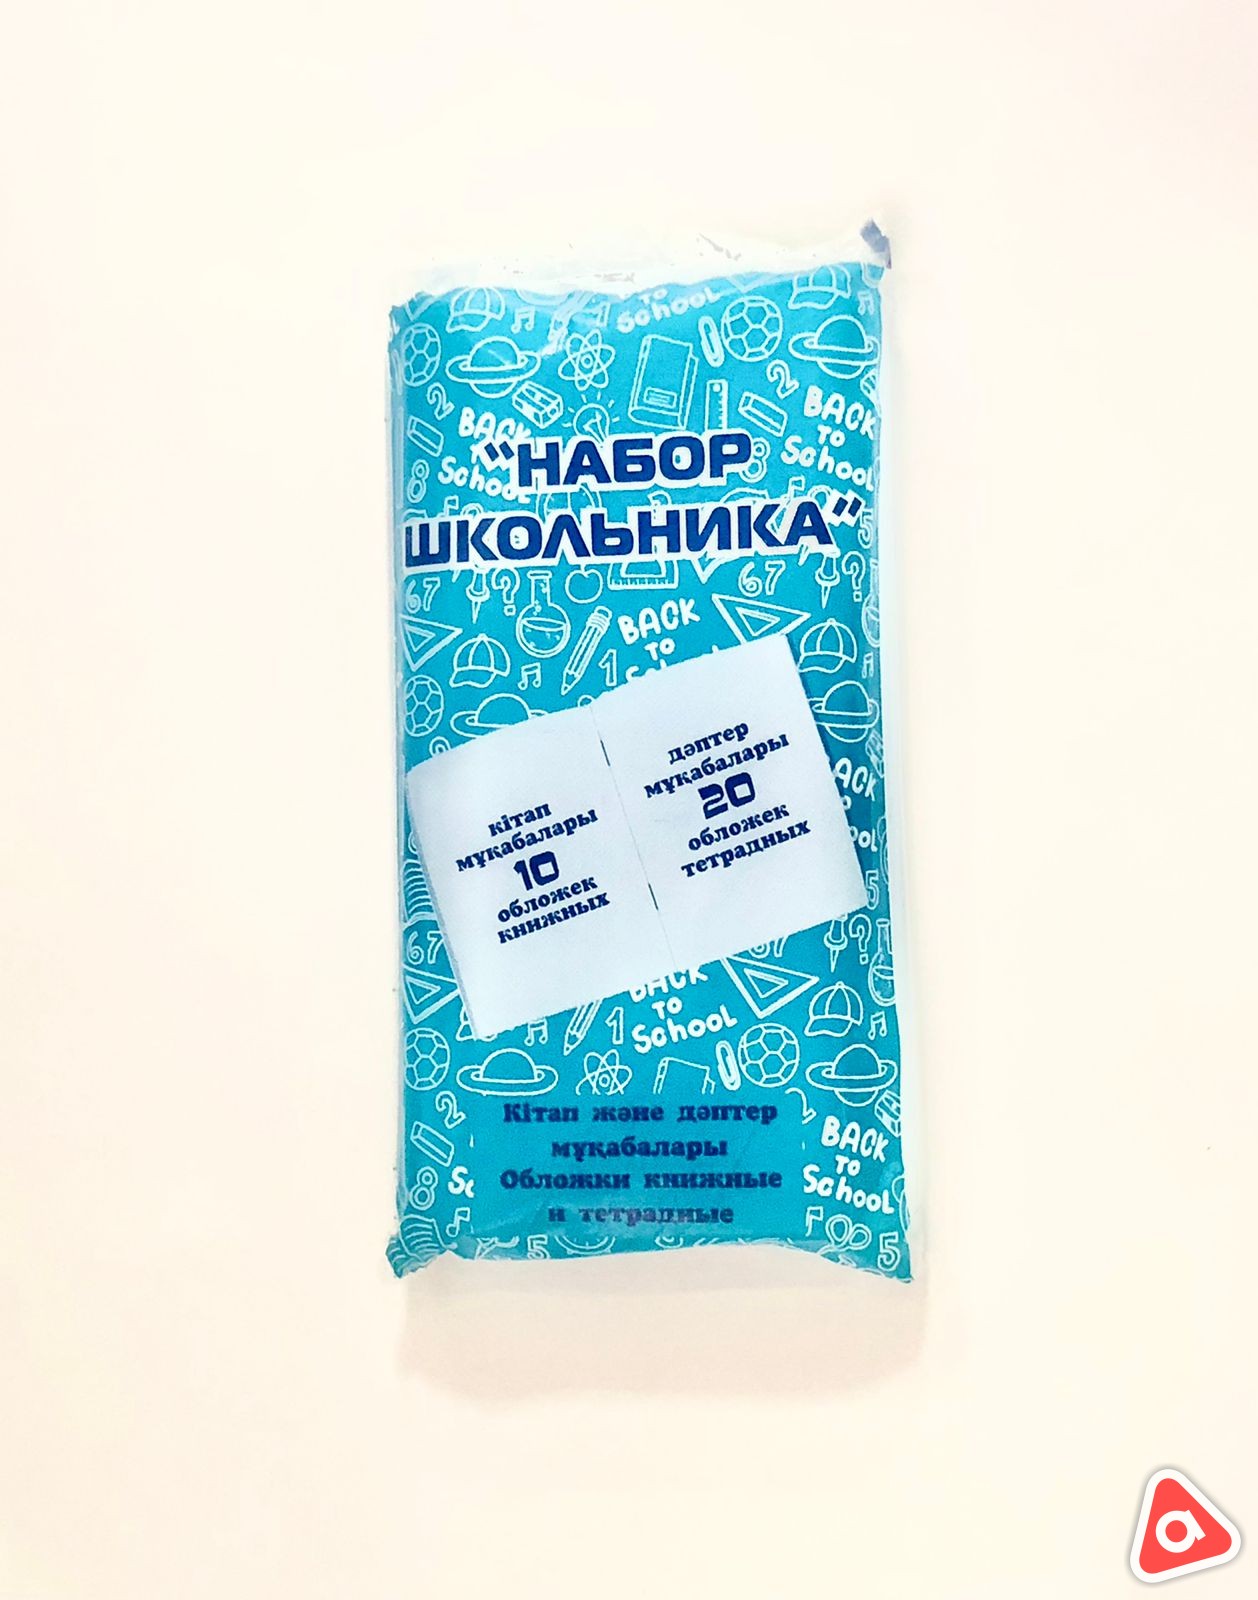 TO
School
BACK
TO
School
BACK
School
"НАБОР
ШКОЛЬНИКА"
BACK
TO
кітап
мұқабалары
10
обложек
книжных
дәптер
мұқабалары
20
обложек
тетрадных
BACK
TO
School
Кітап және дәптер
мұқабалары
Обложки книжные
и тетрадные
BACK
TO
School
a